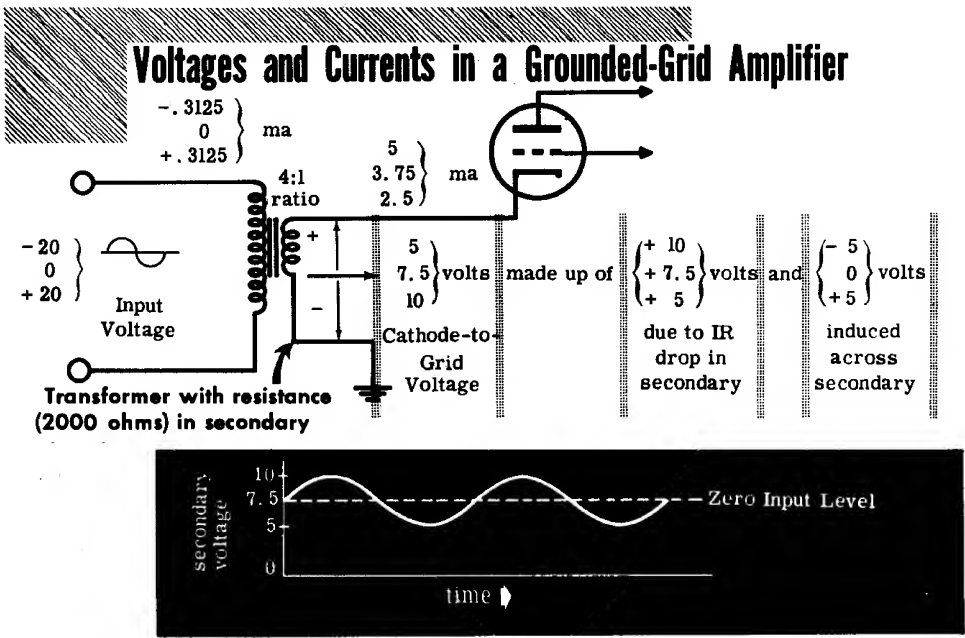 Voltages and Currents in a Grounded-Grid Amplifier
-.3125
0
+.3125
ma
4:1
ratio
5
3.75
2.5
ma
-20
0
+20
Input
Voltage
+
-
5
7.5
10
volts
Cathode-to-
Grid
Voltage
made up of
+ 10
+ 7.5
+ 5
volts
due to IR
drop in
secondary
and
- 5
0
+5
volts
induced
across
secondary
Transformer with resistance
(2000 ohms) in secondary
secondary
voltage
10
7.5
5
0
Zero Input Level
time